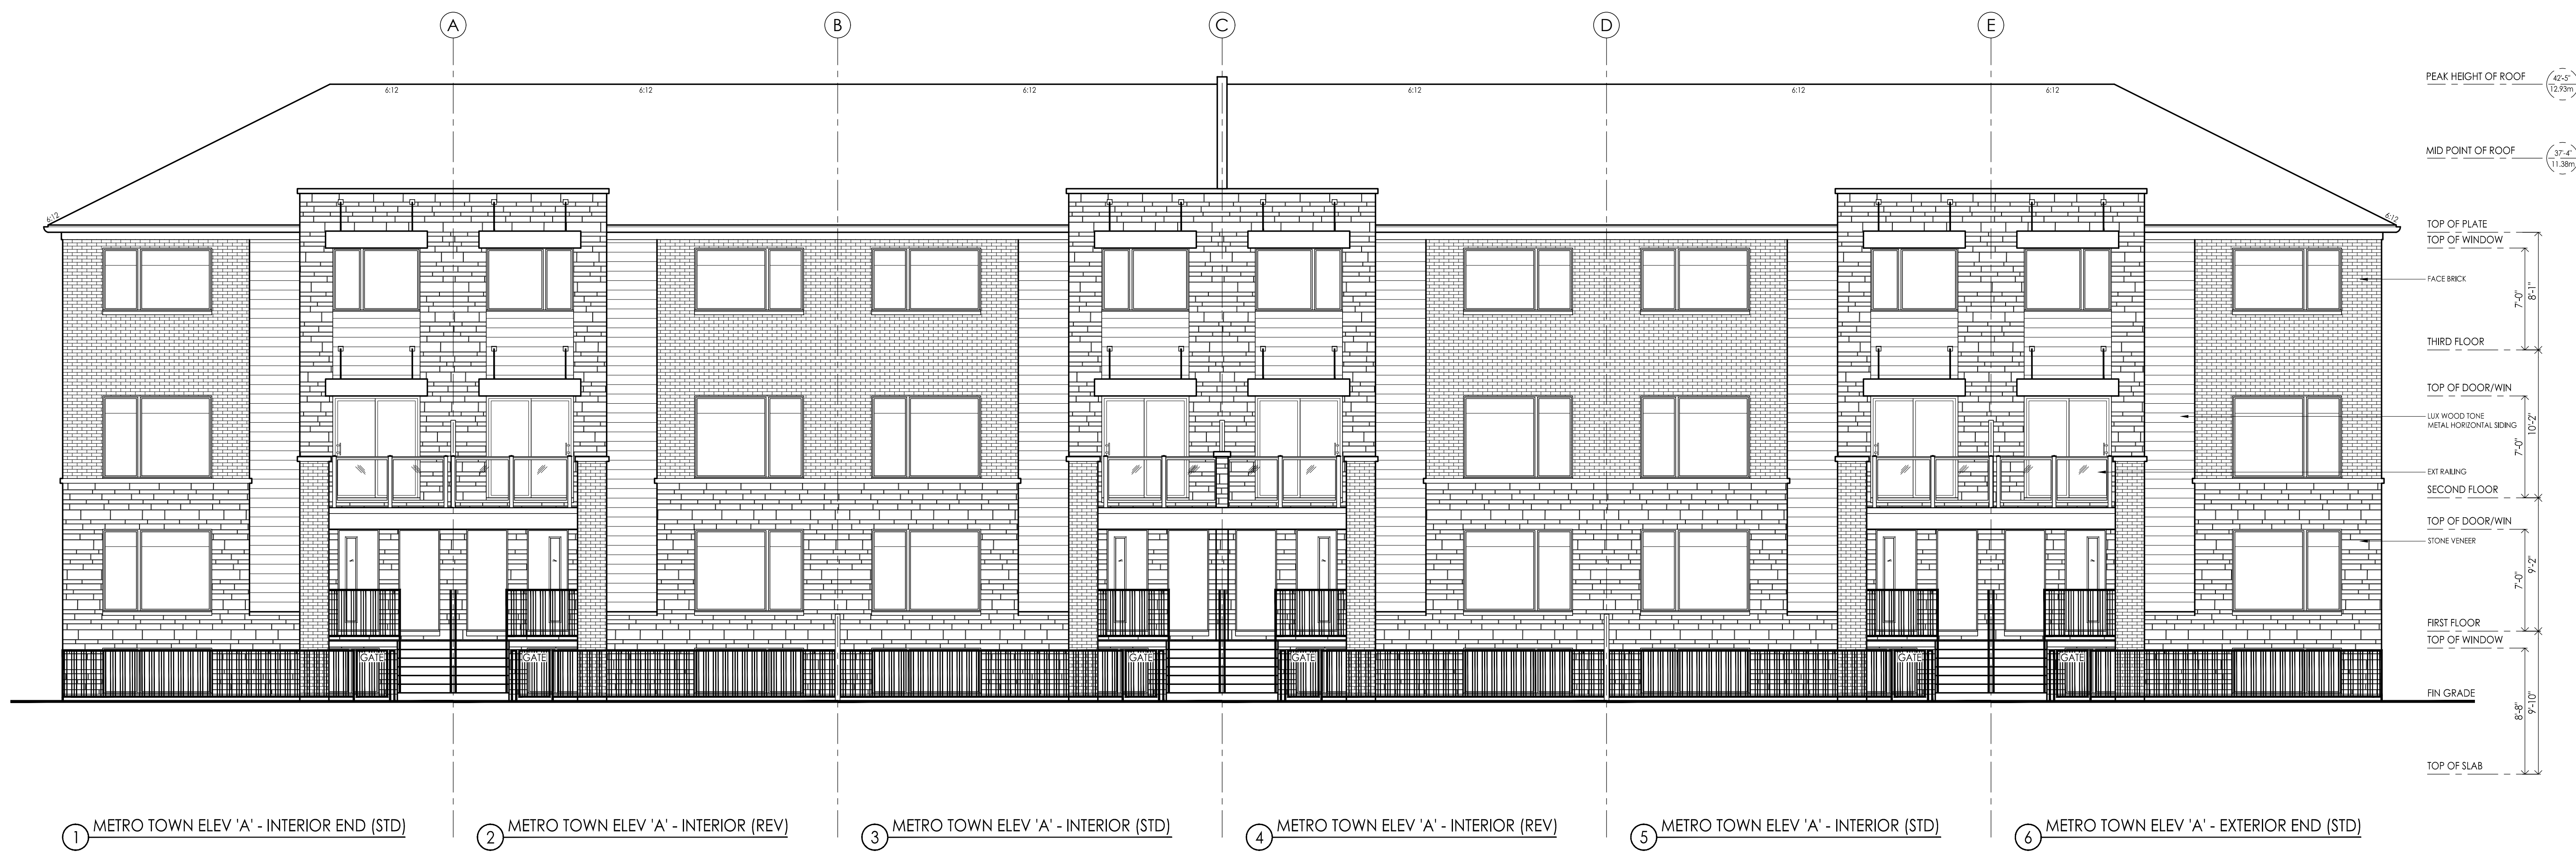 A
B
C
D
E
6:12
6:12
6:12
6:12
6:12
6:12
6:12
6:12
PEAK HEIGHT OF ROOF
42'-5"
12.93m
MID POINT OF ROOF
37'-4"
11.38m
TOP OF PLATE
TOP OF WINDOW
FACE BRICK
7'-0"
8'-1"
THIRD FLOOR
TOP OF DOOR/WIN
LUX WOOD TONE
METAL HORIZONTAL SIDING
7'-0"
10'-2"
EXT RAILING
SECOND FLOOR
TOP OF DOOR/WIN
STONE VENEER
7'-0"
9'-2"
FIRST FLOOR
TOP OF WINDOW
GATE
GATE
GATE
GATE
GATE
GATE
FIN GRADE
8'-8"
9'-10"
TOP OF SLAB
1 METRO TOWN ELEV 'A' - INTERIOR END (STD)
2 METRO TOWN ELEV 'A' - INTERIOR (REV)
3 METRO TOWN ELEV 'A' - INTERIOR (STD)
4 METRO TOWN ELEV 'A' - INTERIOR (REV)
5 METRO TOWN ELEV 'A' - INTERIOR (STD)
6 METRO TOWN ELEV 'A' - EXTERIOR END (STD)